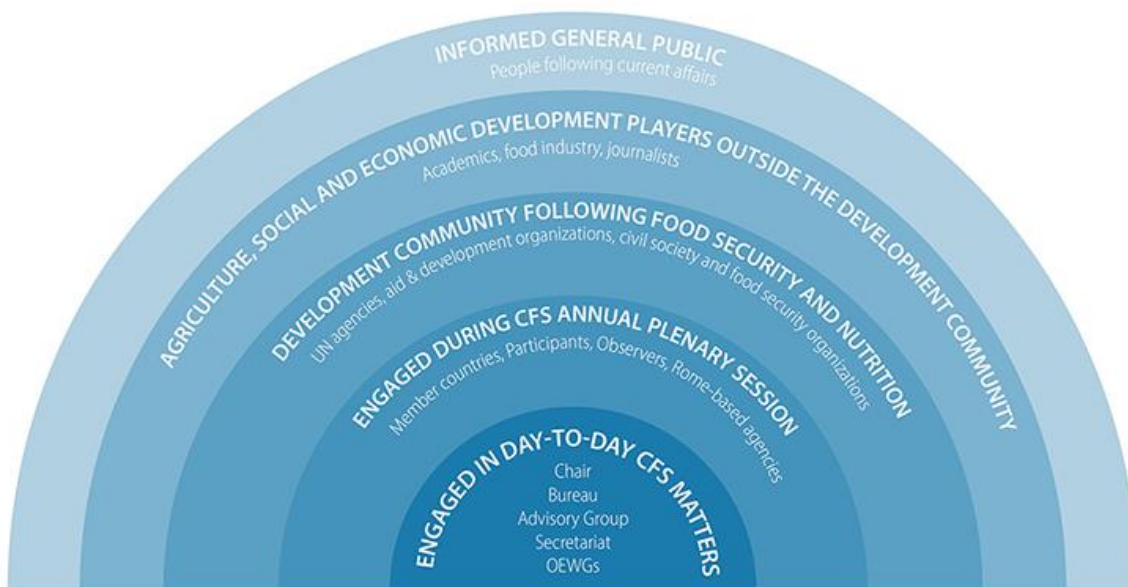 INFORMED GENERAL PUBLIC
People following current affairs
AGRICULTURE, SOCIAL AND ECONOMIC DEVELOPMENT PLAYERS OUTSIDE THE DEVELOPMENT COMMUNITY
Academics, food industry, journalists
DEVELOPMENT COMMUNITY FOLLOWING FOOD SECURITY AND NUTRITION
UN agencies, aid & development organizations, civil society and food security organizations
ENGAGED DURING CFS ANNUAL PLENARY SESSION
Member countries, Participants, Observers, Rome-based agencies
ENGAGED IN DAY-TO-DAY CFS MATTERS
Chair
Bureau
Advisory Group
Secretariat
OEWGs